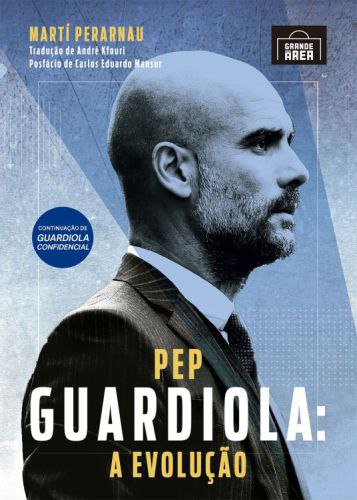 MARTÍ PERARNAU
Tradução de André Kfouri
Posfácio de Carlos Eduardo Mansur
GRANDE
ÁREA
CONTINUAÇÃO DE
GUARDIOLA
CONFIDENCIAL
PEP
GUARDIOLA:
A EVOLUÇÃO